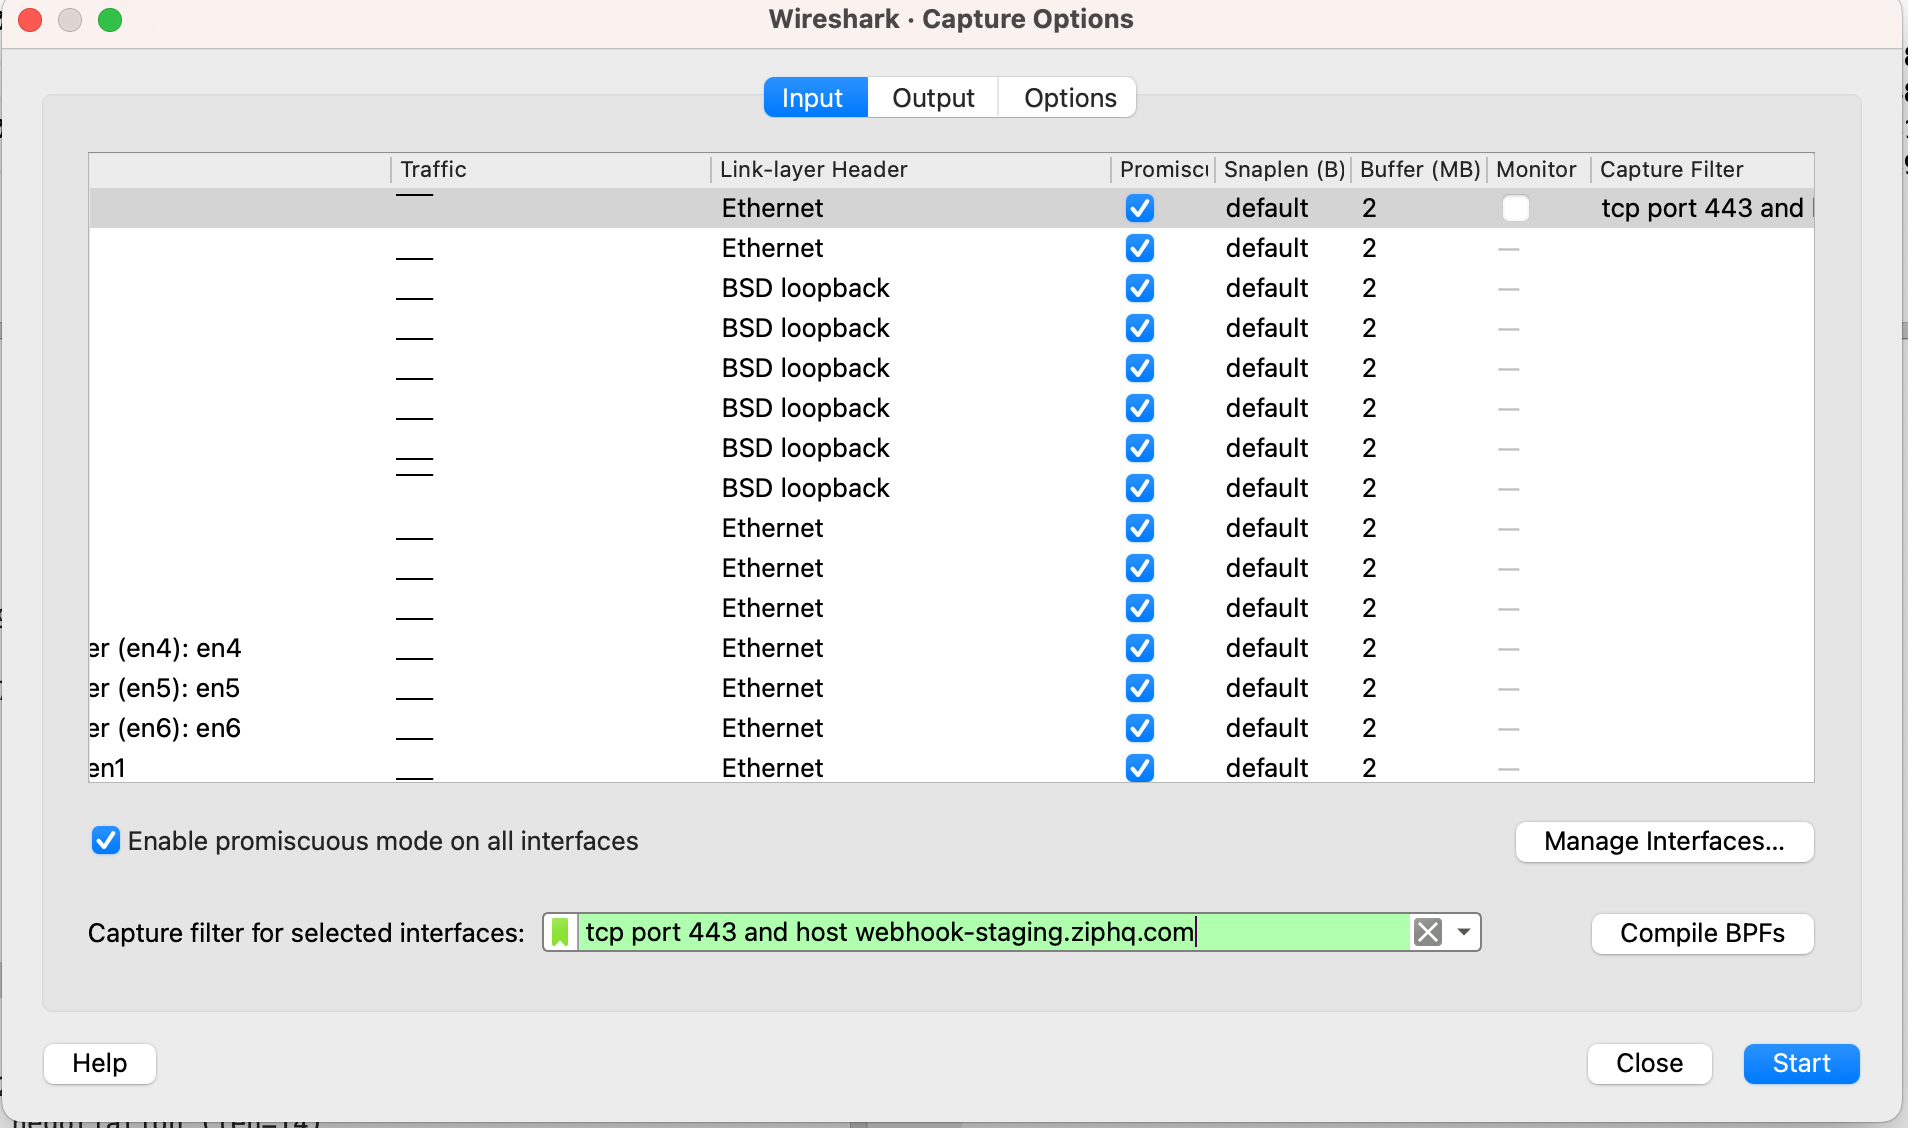 Wireshark · Capture Options
Input Output Options
Traffic Link-layer Header Promiscu Snaplen (B) Buffer (MB) Monitor Capture Filter
Ethernet default 2 tcp port 443 and
Ethernet default 2 —
BSD loopback default 2 —
BSD loopback default 2 —
BSD loopback default 2 —
BSD loopback default 2 —
BSD loopback default 2 —
BSD loopback default 2 —
Ethernet default 2 —
Ethernet default 2 —
Ethernet default 2 —
er (en4): en4 Ethernet default 2 —
er (en5): en5 Ethernet default 2 —
er (en6): en6 Ethernet default 2 —
en1 Ethernet default 2 —
Enable promiscuous mode on all interfaces Manage Interfaces...
Capture filter for selected interfaces: tcp port 443 and host webhook-staging.ziphq.com Compile BPFs
Help Close Start